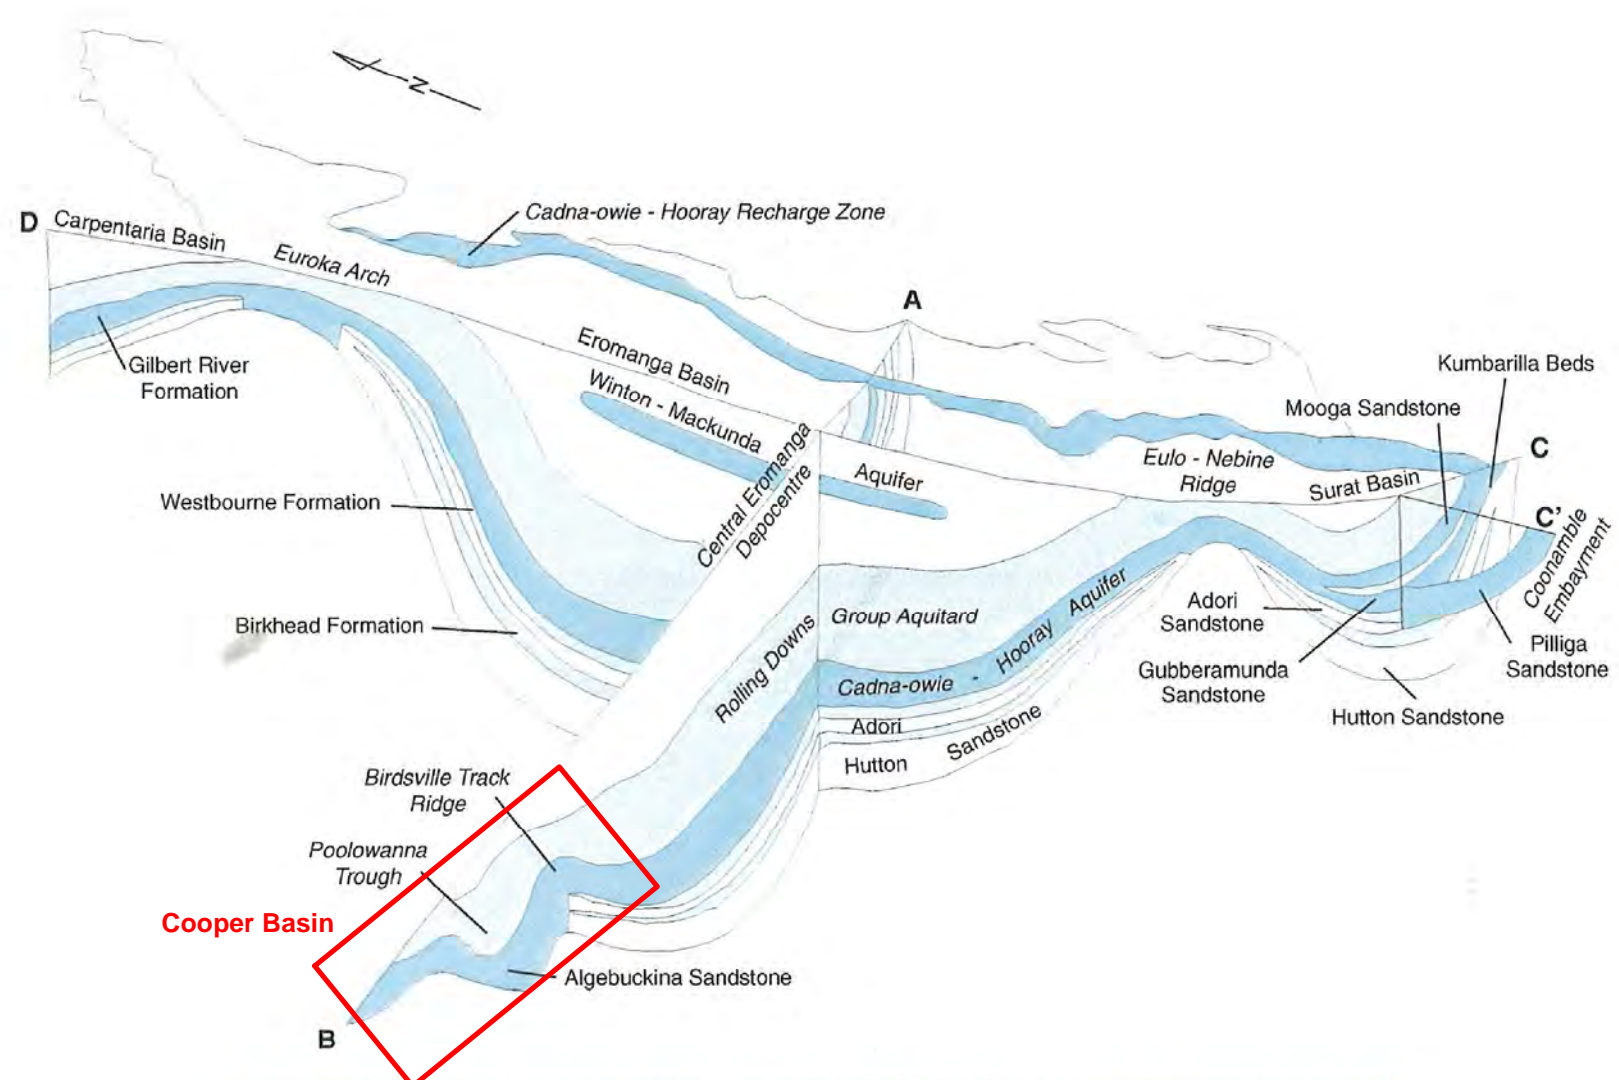 N
D
Carpentaria Basin
Euroka Arch
Cadna-owie - Hooray Recharge Zone
A
Gilbert River
Formation
Eromanga Basin
Winton - Mackunda
Aquifer
Central Eromanga
Depocentre
Kumbarilla Beds
Mooga Sandstone
Eulo - Nebine
Ridge
Surat Basin
C
C'
Coonamble
Embayment
Westbourne Formation
Birkhead Formation
Rolling Downs
Group Aquitard
Cadna-owie - Hooray Aquifer
Adori
Hutton Sandstone
Adori
Sandstone
Gubberamunda
Sandstone
Pilliga
Sandstone
Hutton Sandstone
Birdsville Track
Ridge
Poolowanna
Trough
Cooper Basin
Algebuckina Sandstone
B